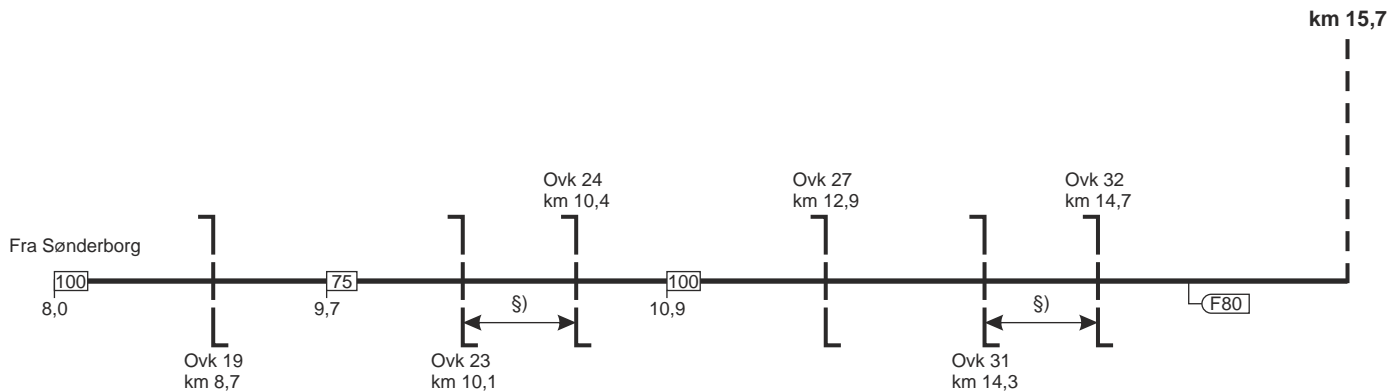 km 15,7
Ovk 24
km 10,4
Ovk 27
km 12,9
Ovk 32
km 14,7
Fra Sønderborg
100
75
100
8,0
9,7
§)
10,9
§)
F80
Ovk 19
km 8,7
Ovk 23
km 10,1
Ovk 31
km 14,3